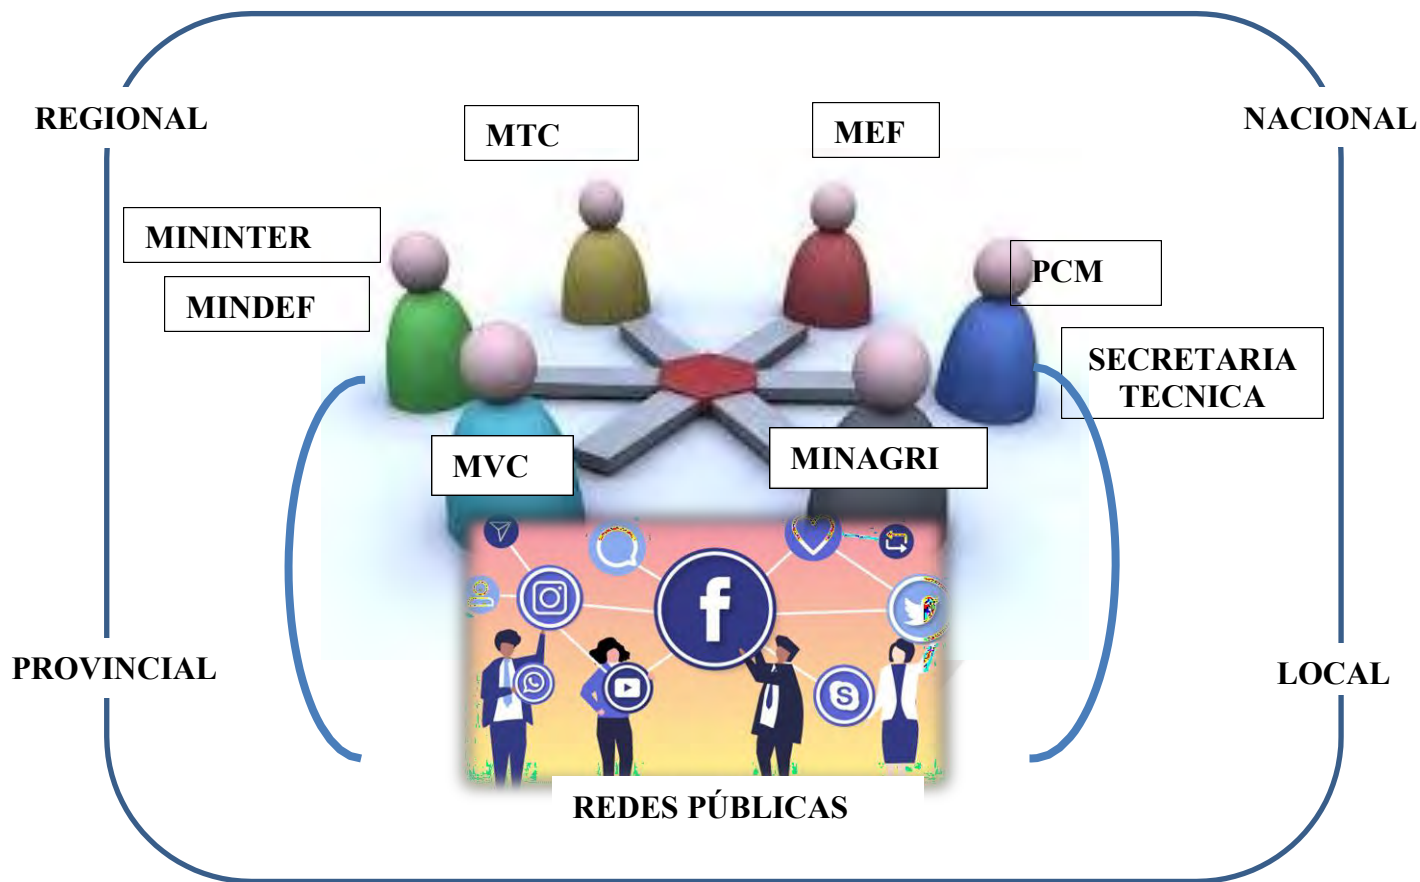 REGIONAL
NACIONAL
MTC
MEF
MININTER
MINDEF
PCM
SECRETARIA
TECNICA
MVC
MINAGRI
f
S
PROVINCIAL
LOCAL
REDES PÚBLICAS